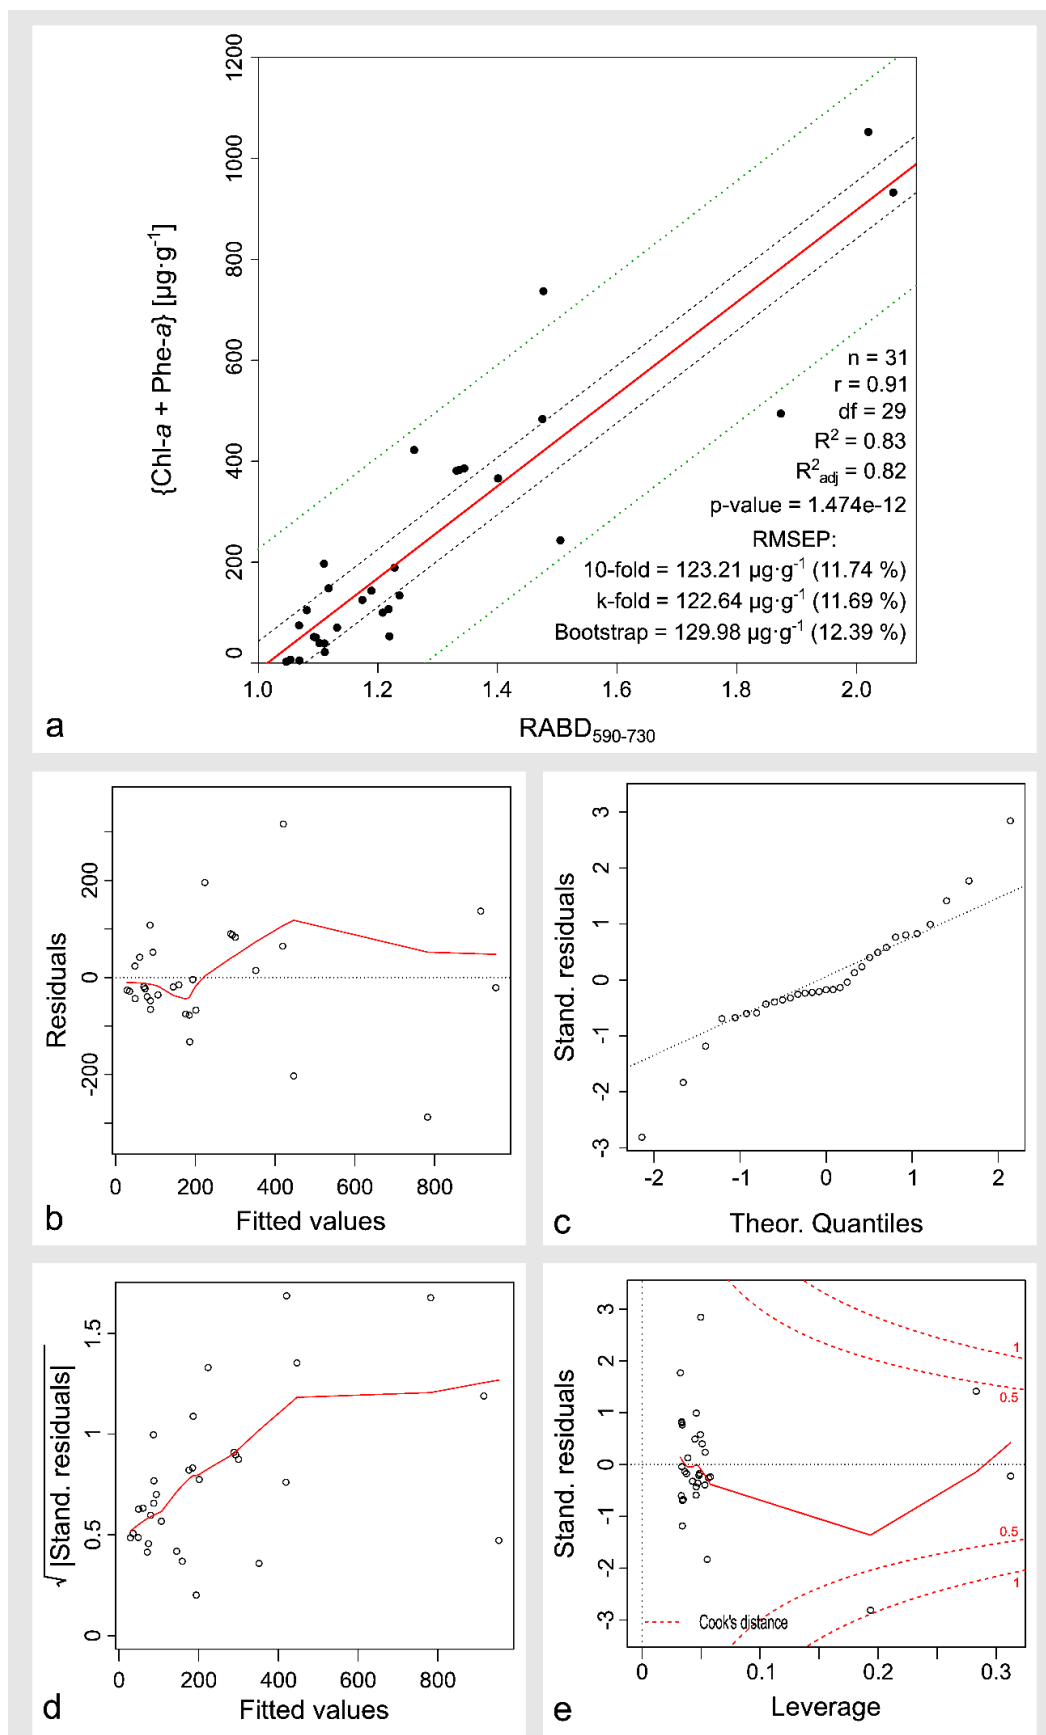 1200
1000
800
600
400
200
0
{Chl-a + Phe-a} [µg·g-1]
n = 31
r = 0.91
df = 29
R2 = 0.83
R2adj = 0.82
p-value = 1.474e-12
RMSEP:
10-fold = 123.21 µg·g-1 (11.74 %)
k-fold = 122.64 µg·g-1 (11.69 %)
Bootstrap = 129.98 µg·g-1 (12.39 %)
1.0 1.2 1.4 1.6 1.8 2.0
a
RABD590-730
200
0
-200
Residuals
0 200 400 600 800
b
Fitted values
3
2
1
0
-1
-2
-3
Stand. residuals
-2 -1 0 1 2
Theor. Quantiles
c
1.5
1
0.5
0
√|Stand. residuals|
0 200 400 600 800
d
Fitted values
3
2
1
0
-1
-2
-3
Stand. residuals
1
0.5
0.5
1
Cook's distance
0 0.1 0.2 0.3
e
Leverage